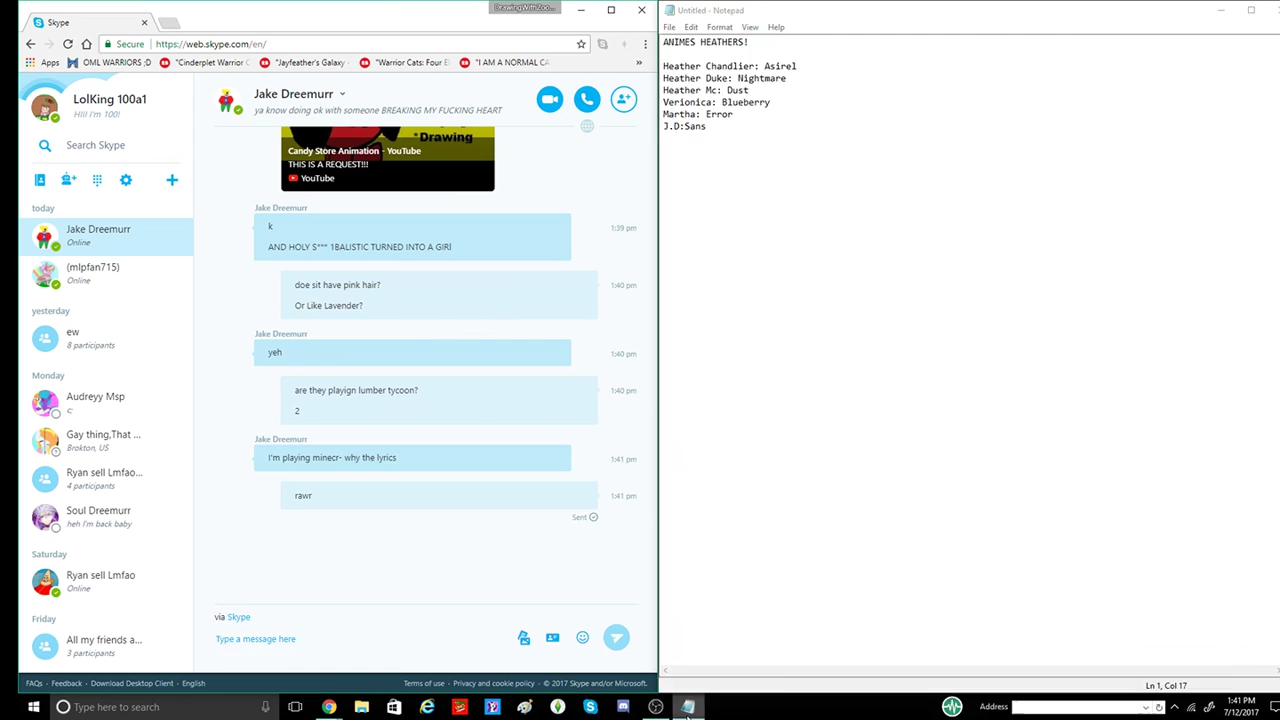 DrawingWithZoo...
Skype
Secure
https://web.skype.com/en/
Apps
OML WARRIORS ;D
"Cinderplet Warrior C
"Jayfeather's Galaxy
"Warrior Cats: Four El
"I AM A NORMAL CA
»
LolKing 100a1
HIII I'm 100!
Search Skype
today
Jake Dreemurr
Online
(mlpfan715)
Online
yesterday
ew
8 participants
Monday
Audreyy Msp
c:
Gay thing,That ...
Brokton, US
Ryan sell Lmfao...
4 participants
Soul Dreemurr
heh I'm back baby
Saturday
Ryan sell Lmfao
Online
Friday
All my friends a...
3 participants
Jake Dreemurr
ya know doing ok with someone BREAKING MY FUCKING HEART
*Drawing
Candy Store Animation - YouTube
THIS IS A REQUEST!!!
YouTube
Jake Dreemurr
k
1:39 pm
AND HOLY S*** 1BALISTIC TURNED INTO A GIRl
doe sit have pink hair?
1:40 pm
Or Like Lavender?
Jake Dreemurr
yeh
1:40 pm
are they playign lumber tycoon?
1:40 pm
2
Jake Dreemurr
I'm playing minecr- why the lyrics
1:41 pm
rawr
1:41 pm
Sent
via Skype
Type a message here
FAQs
Feedback
Download Desktop Client
English
Terms of use
Privacy and cookie policy
© 2017 Skype and/or Microsoft.
Untitled - Notepad
File Edit Format View Help
ANIMES HEATHERS!
Heather Chandlier: Asirel
Heather Duke: Nightmare
Heather Mc: Dust
Verionica: Blueberry
Martha: Error
J.D:Sans
Ln 1, Col 17
Type here to search
Address
1:41 PM
7/12/2017